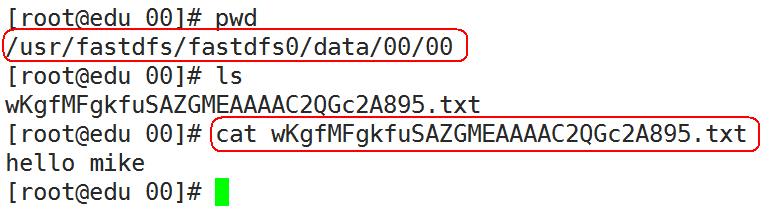 [root@edu 00]# pwd
/usr/fastdfs/fastdfs0/data/00/00
[root@edu 00]# ls
wKgfMFgkfuSAZGMEAAAAC2QGc2A895.txt
[root@edu 00]# cat wKgfMFgkfuSAZGMEAAAAC2QGc2A895.txt
hello mike
[root@edu 00]#